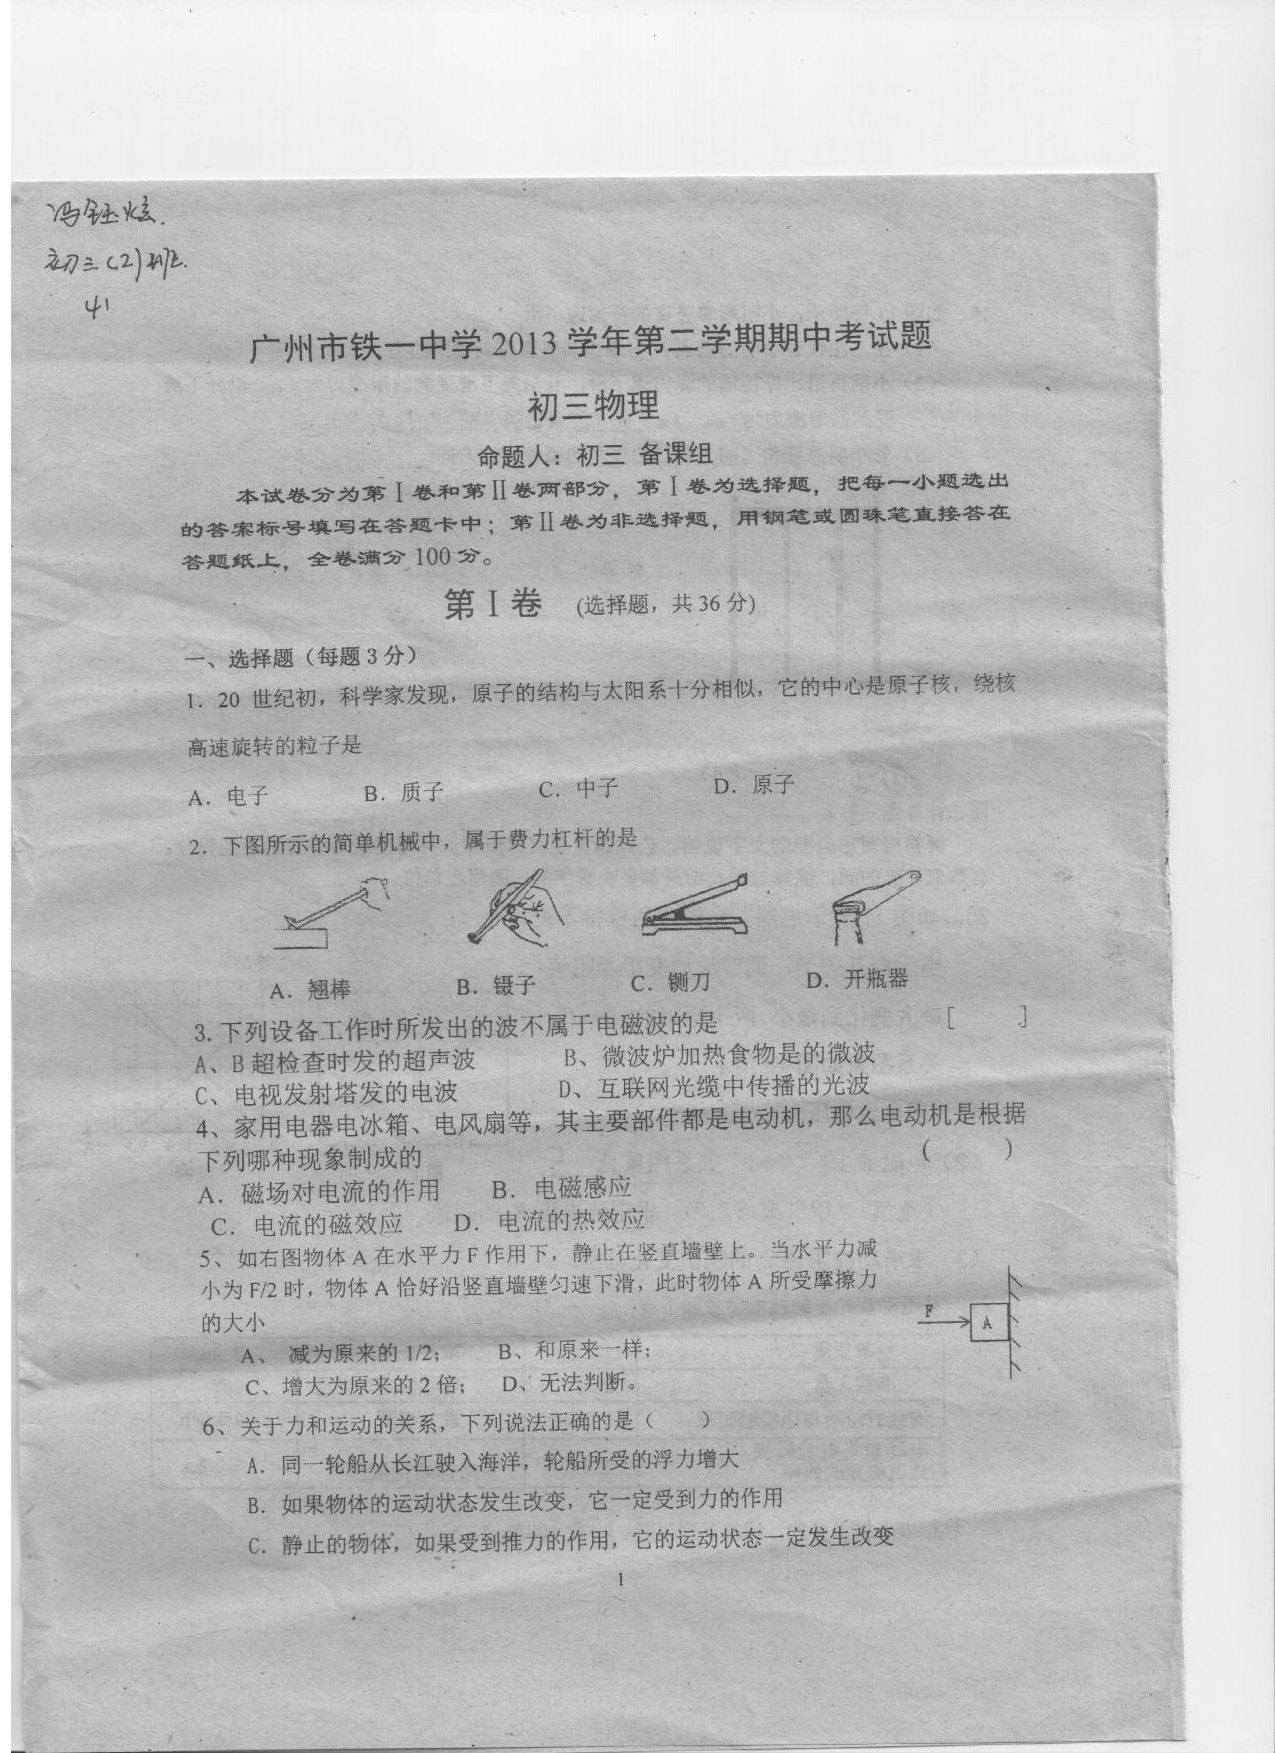 冯钰炫.
初三(2)班.
41
广州市铁一中学 2013 学年第二学期期中考试题
初三物理
命题人：初三 备课组
本试卷分为第Ⅰ卷和第Ⅱ卷两部分，第Ⅰ卷为选择题，把每一小题选出
的答案标号填写在答题卡中；第Ⅱ卷为非选择题，用钢笔或圆珠笔直接答在
答题纸上，全卷满分 100 分。
第Ⅰ卷 (选择题，共 36 分)
一、选择题（每题 3 分）
1．20 世纪初，科学家发现，原子的结构与太阳系十分相似，它的中心是原子核，绕核
高速旋转的粒子是
A．电子 B．质子 C．中子 D．原子
2．下图所示的简单机械中，属于费力杠杆的是
A．翘棒 B．镊子 C．铡刀 D．开瓶器
3.下列设备工作时所发出的波不属于电磁波的是 [ ]
A、B 超检查时发的超声波 B、微波炉加热食物是的微波
C、电视发射塔发的电波 D、互联网光缆中传播的光波
4、家用电器电冰箱、电风扇等，其主要部件都是电动机，那么电动机是根据
下列哪种现象制成的 ( )
A．磁场对电流的作用 B．电磁感应
C．电流的磁效应 D．电流的热效应
5、如右图物体 A 在水平力 F 作用下，静止在竖直墙壁上。当水平力减
小为 F/2 时，物体 A 恰好沿竖直墙壁匀速下滑，此时物体 A 所受摩擦力
的大小
F A
A、 减为原来的 1/2； B、和原来一样；
C、增大为原来的 2 倍； D、无法判断。
6、关于力和运动的关系，下列说法正确的是（ ）
A．同一轮船从长江驶入海洋，轮船所受的浮力增大
B．如果物体的运动状态发生改变，它一定受到力的作用
C．静止的物体，如果受到推力的作用，它的运动状态一定发生改变
1